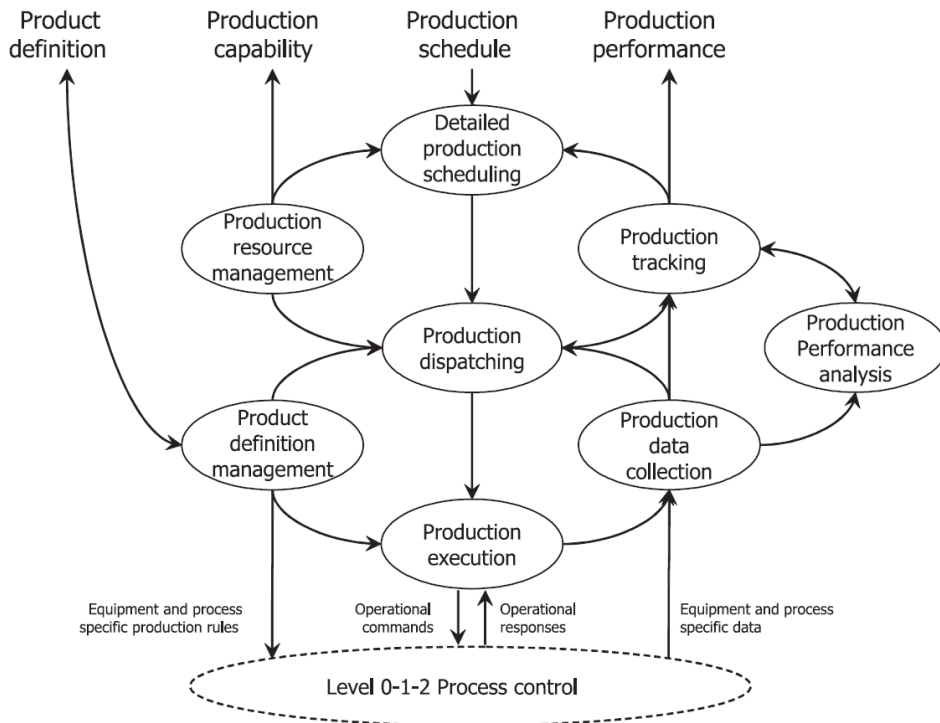 Product
definition
Production
capability
Production
schedule
Production
performance
Detailed
production
scheduling
Production
resource
management
Production
tracking
Production
dispatching
Production
Performance
analysis
Product
definition
management
Production
data
collection
Production
execution
Equipment and process
specific production rules
Operational
commands
Operational
responses
Equipment and process
specific data
Level 0-1-2 Process control